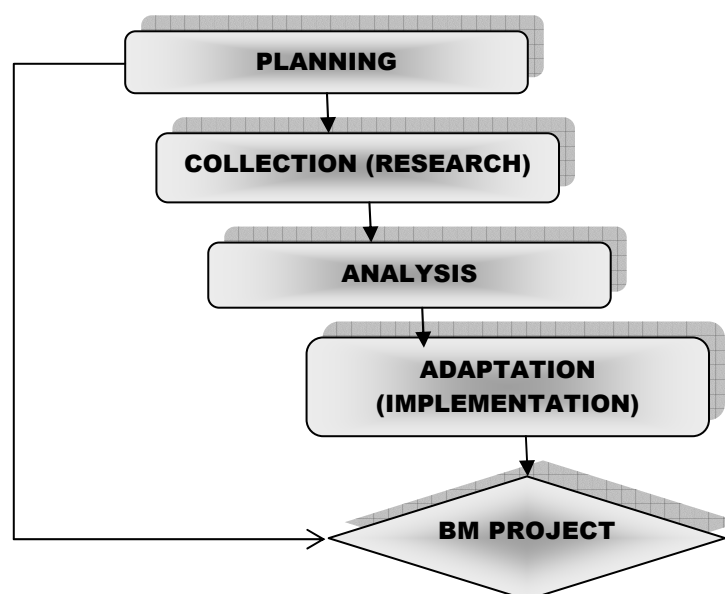 PLANNING
COLLECTION (RESEARCH)
ANALYSIS
ADAPTATION
(IMPLEMENTATION)
BM PROJECT